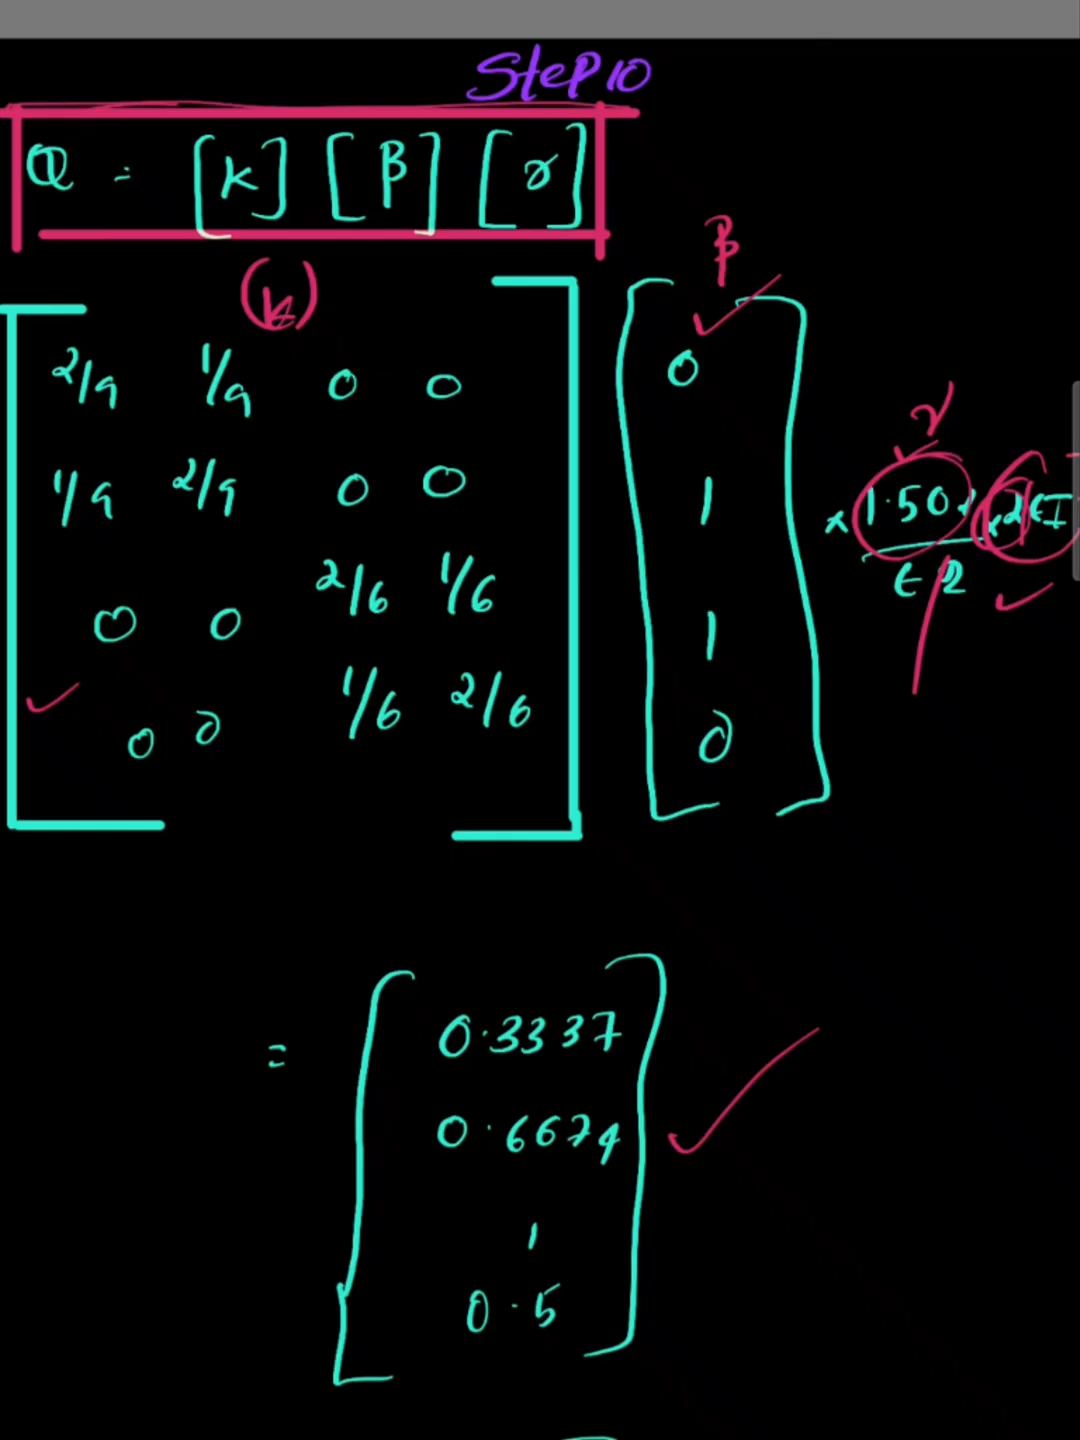 Step 10
Q = [k] [β] [γ]
(k) β
2/9 1/9 0 0 0
1/9 2/9 0 0 1 × 1.502 × 2EI γ
0 0 2/6 1/6 1
0 0 1/6 2/6 0
= 0.3337
0.6674
1
0.5